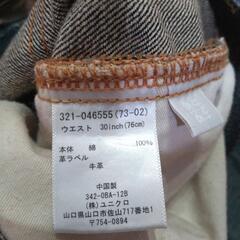 321-046555(73-02)
ウエスト 30inch(76cm)
本体 綿 100%
革ラベル
牛革
中国製
342-0BA-12B
(株)ユニクロ
山口県山口市佐山717番地1
〒754-0894